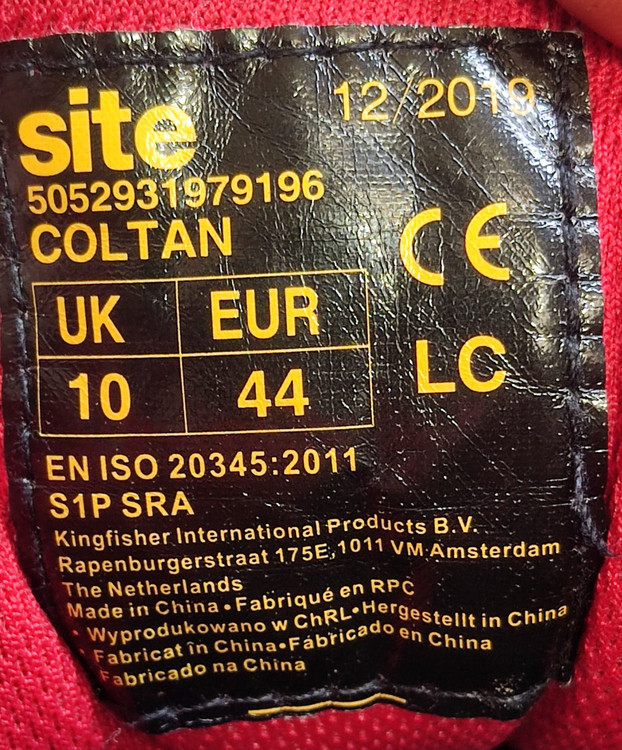 site
12/2019
5052931979196
COLTAN
CE
UK EUR
10 44
LC
EN ISO 20345:2011
S1P SRA
Kingfisher International Products B.V.
Rapenburgerstraat 175E,1011 VM Amsterdam
The Netherlands
Made in China•Fabriqué en RPC
• Wyprodukowano w ChRL•Hergestellt in China
• Fabricat în China•Fabricado en China
Fabricado na China